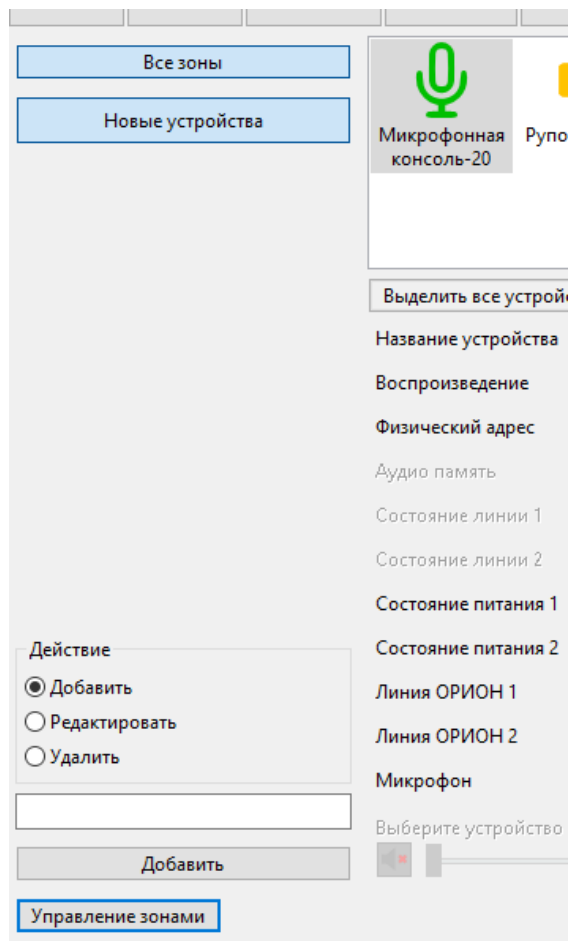 Все зоны
Новые устройства
Микрофонная
консоль-20
Выделить все
Название устройства
Воспроизведение
Физический адрес
Аудио память
Состояние линии 1
Состояние линии 2
Состояние питания 1
Состояние питания 2
Линия ОРИОН 1
Линия ОРИОН 2
Микрофон
Выберите устройство
Действие
Добавить
Редактировать
Удалить
Добавить
Управление зонами